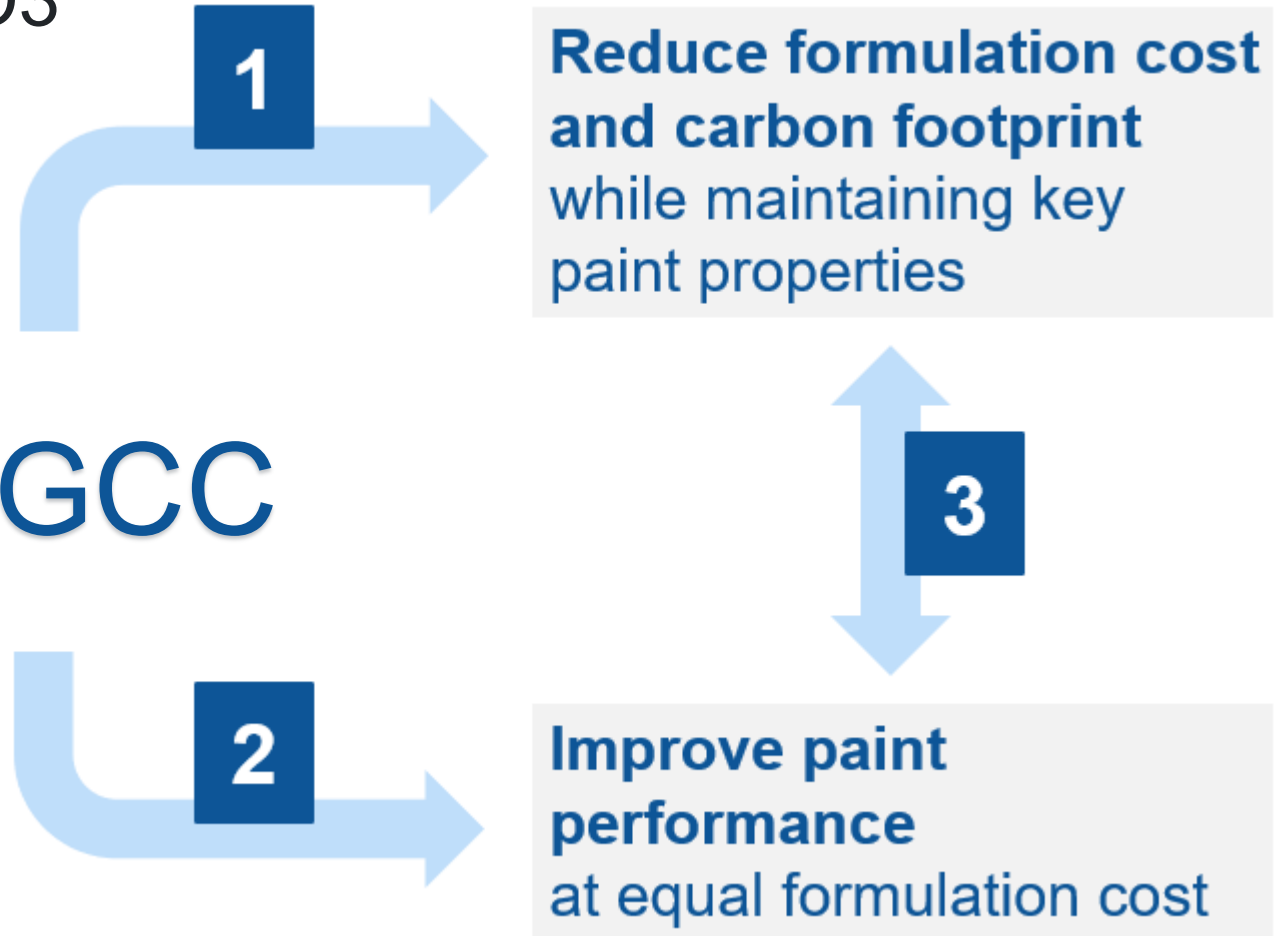 1
Reduce formulation cost
and carbon footprint
while maintaining key
paint properties
GCC
3
2
Improve paint
performance
at equal formulation cost